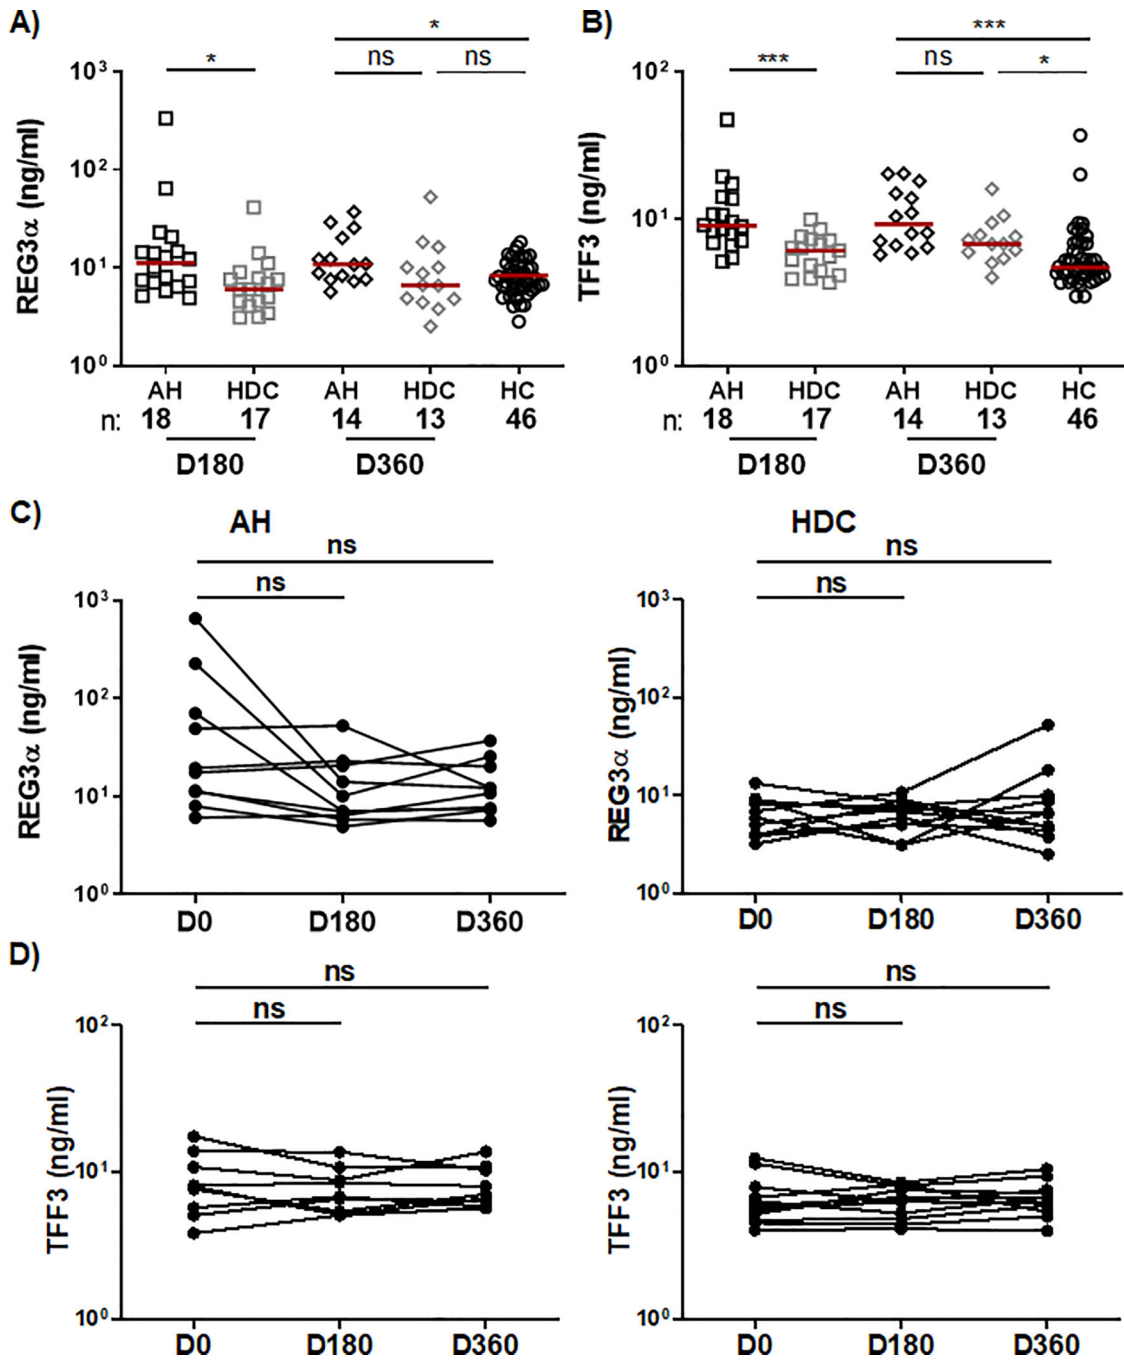 A)
B)
*
ns ns
*
***
ns *
***
10³
10²
10¹
10⁰
REG3α (ng/ml)
AH HDC AH HDC HC
n: 18 17 14 13 46
D180 D360
10²
10¹
10⁰
TFF3 (ng/ml)
AH HDC AH HDC HC
n: 18 17 14 13 46
D180 D360
C)
AH
ns
ns
10³
10²
10¹
10⁰
REG3α (ng/ml)
D0 D180 D360
HDC
ns
ns
10³
10²
10¹
10⁰
REG3α (ng/ml)
D0 D180 D360
D)
ns
ns
10²
10¹
10⁰
TFF3 (ng/ml)
D0 D180 D360
ns
ns
10²
10¹
10⁰
TFF3 (ng/ml)
D0 D180 D360